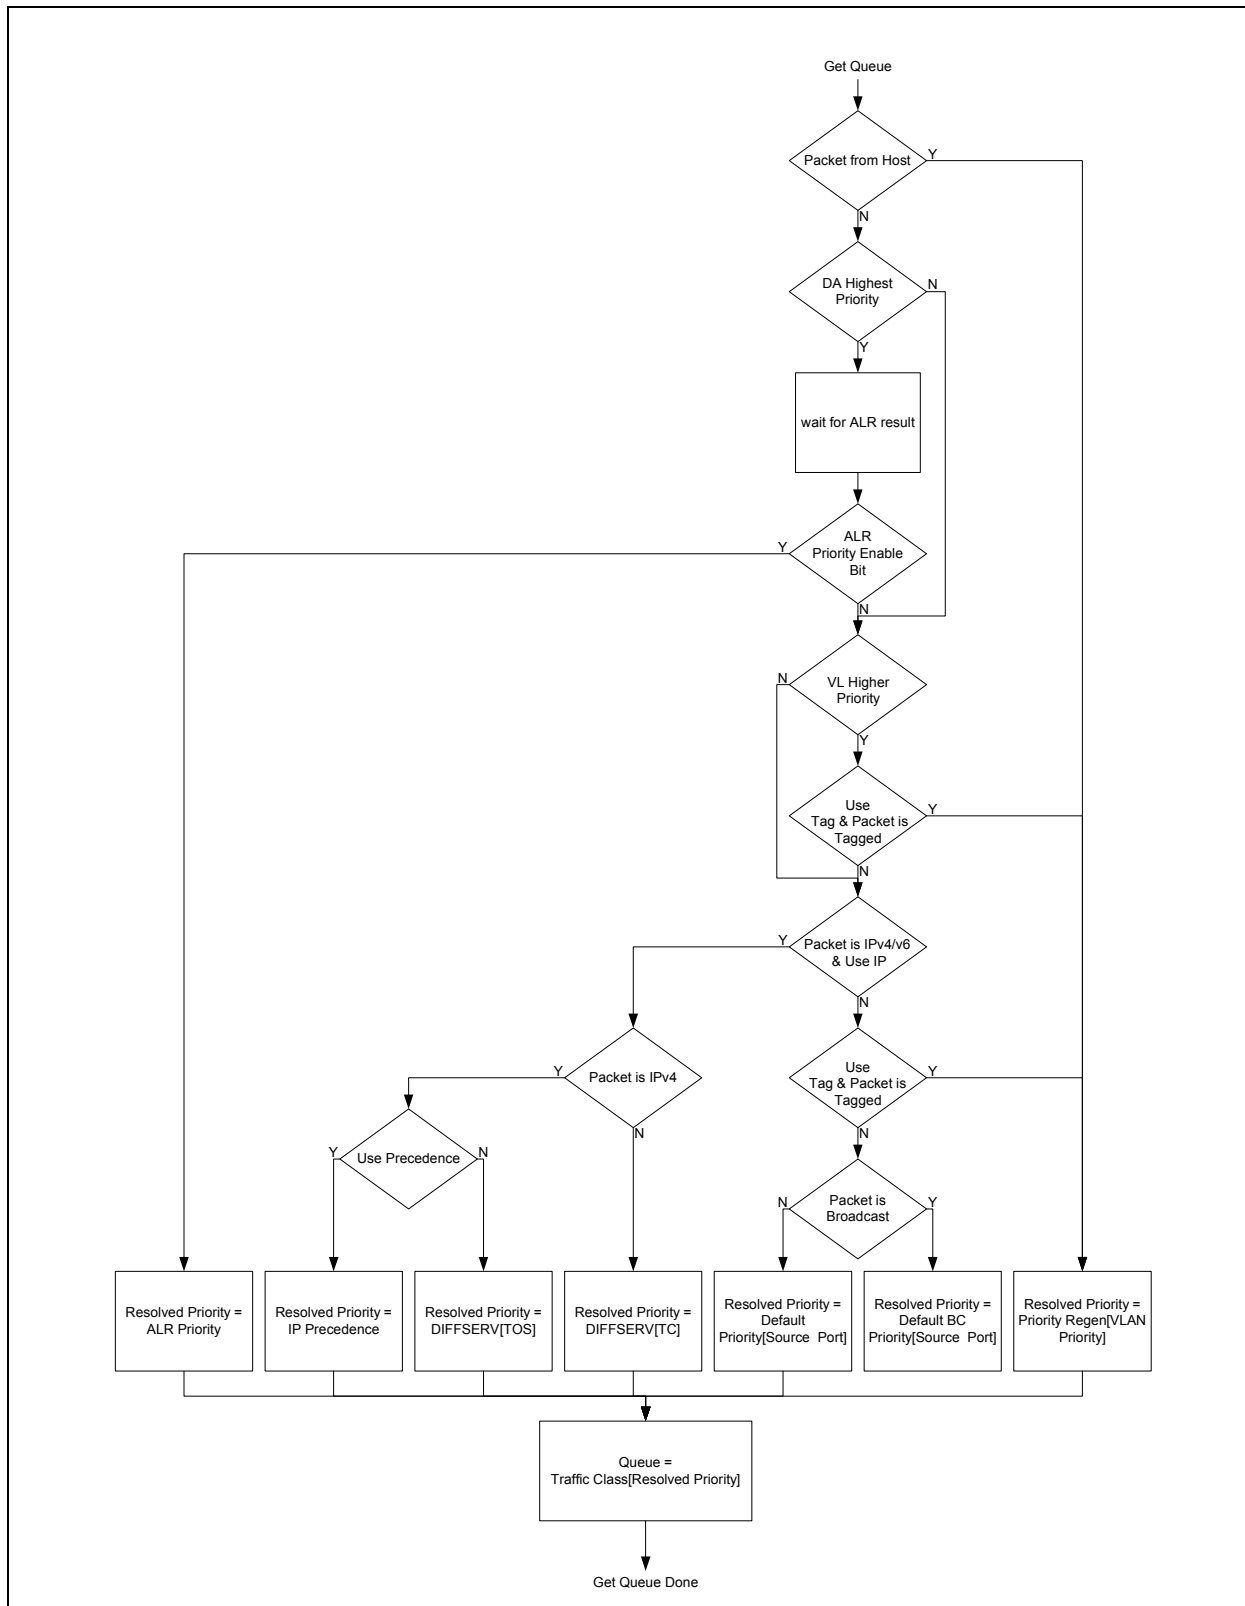 Get Queue
Packet from Host
Y
N
DA Highest
Priority
N
Y
wait for ALR result
ALR
Priority Enable
Bit
Y
N
VL Higher
Priority
N
Y
Use
Tag & Packet is
Tagged
Y
N
Packet is IPv4/v6
& Use IP
Y
N
Packet is IPv4
Y
N
Use
Tag & Packet is
Tagged
Y
N
Use Precedence
Y
N
Packet is
Broadcast
N
Y
Resolved Priority =
ALR Priority
Resolved Priority =
IP Precedence
Resolved Priority =
DIFFSERV[TOS]
Resolved Priority =
DIFFSERV[TC]
Resolved Priority =
Default
Priority[Source Port]
Resolved Priority =
Default BC
Priority[Source Port]
Resolved Priority =
Priority Regen[VLAN
Priority]
Queue =
Traffic Class[Resolved Priority]
Get Queue Done